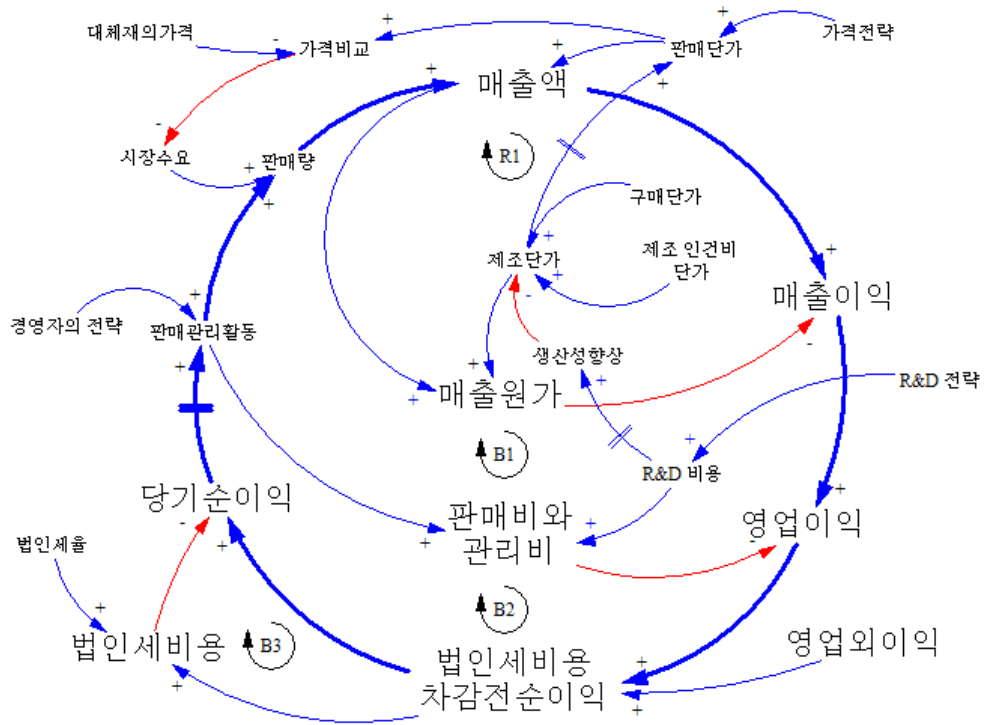 대체재의가격
가격비교
판매단가
가격전략
매출액
시장수요
판매량
R1
구매단가
제조단가
제조 인건비
단가
매출이익
경영자의 전략
판매관리활동
생산성향상
매출원가
R&D 전략
B1
R&D 비용
당기순이익
판매비와
관리비
영업이익
법인세율
B2
법인세비용
B3
법인세비용
차감전순이익
영업외이익